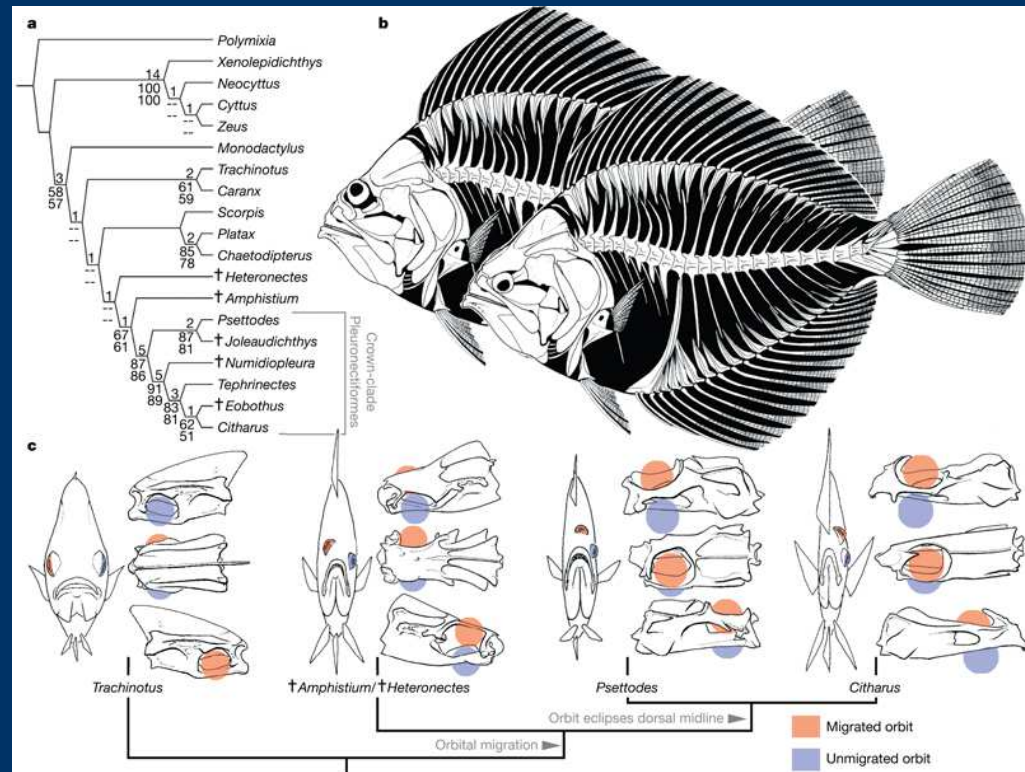 a
Polymixia
Xenolepidichthys
14
100
100
Neocyttus
1
--
--
Cyttus
1
--
--
Zeus
Monodactylus
3
58
57
Trachinotus
2
61
59
Caranx
1
--
--
Scorpis
Platax
2
85
78
Chaetodipterus
1
--
--
†Heteronectes
1
--
--
†Amphistium
1
67
61
Psettodes
2
87
81
†Joleaudichthys
5
87
86
†Numidiopleura
5
91
89
Tephrinectes
3
83
81
†Eobothus
1
62
51
Citharus
Crown-clade
Pleuronectiformes
b
c
Trachinotus
†Amphistium/†Heteronectes
Psettodes
Citharus
Orbit eclipses dorsal midline
Orbital migration
Migrated orbit
Unmigrated orbit